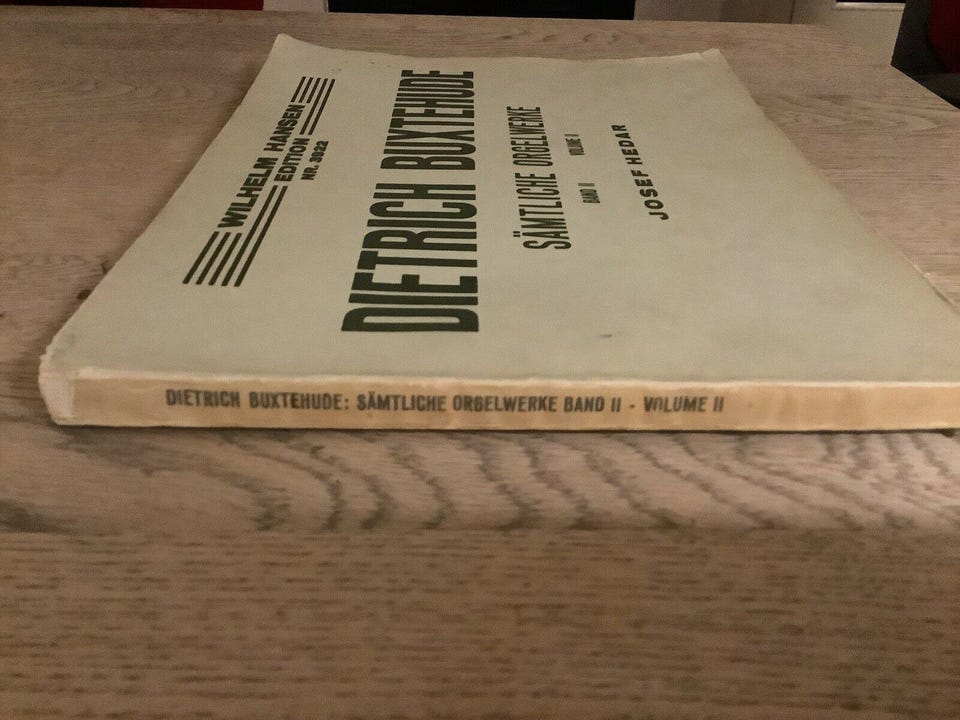 WILHELM HANSEN
EDITION
NR. 3922
DIETRICH BUXTEHUDE
SÄMTLICHE ORGELWERKE
BAND II VOLUME II
JOSEF HEDAR
DIETRICH BUXTEHUDE: SÄMTLICHE ORGELWERKE BAND II - VOLUME II